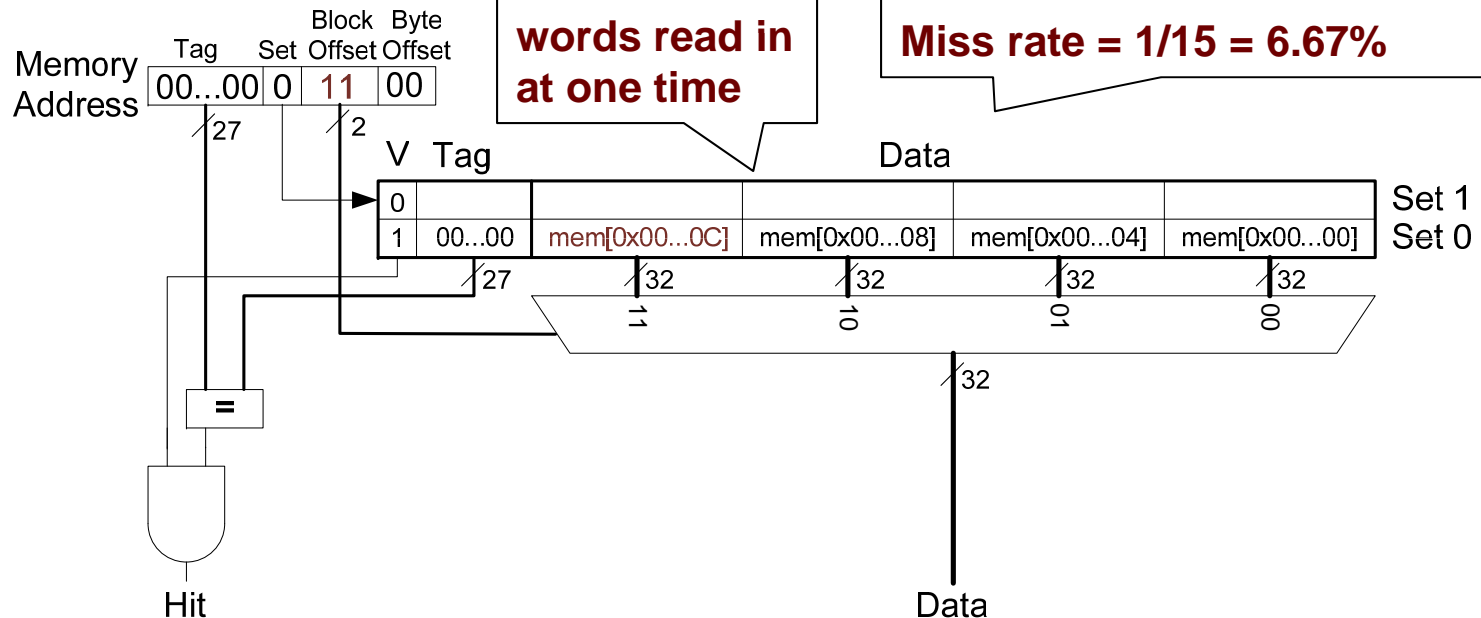 words read in
at one time
Miss rate = 1/15 = 6.67%
Block Byte
Tag Set Offset Offset
Memory
Address
00...00 0 11 00
27 2
V Tag Data
0 Set 1
1 00...00 mem[0x00...0C] mem[0x00...08] mem[0x00...04] mem[0x00...00] Set 0
27 32 32 32 32
11 10 01 00
32
=
Hit Data